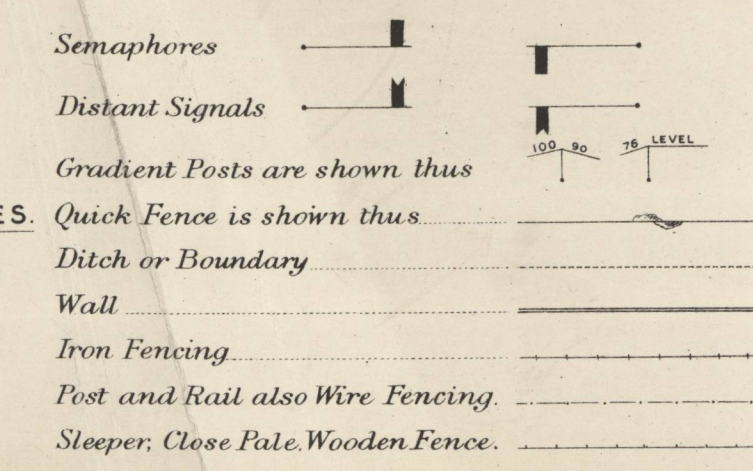 Semaphores
Distant Signals
100 90 76 LEVEL
Gradient Posts are shown thus
ES. Quick Fence is shown thus
Ditch or Boundary
Wall
Iron Fencing
Post and Rail also Wire Fencing.
Sleeper, Close Pale. Wooden Fence.